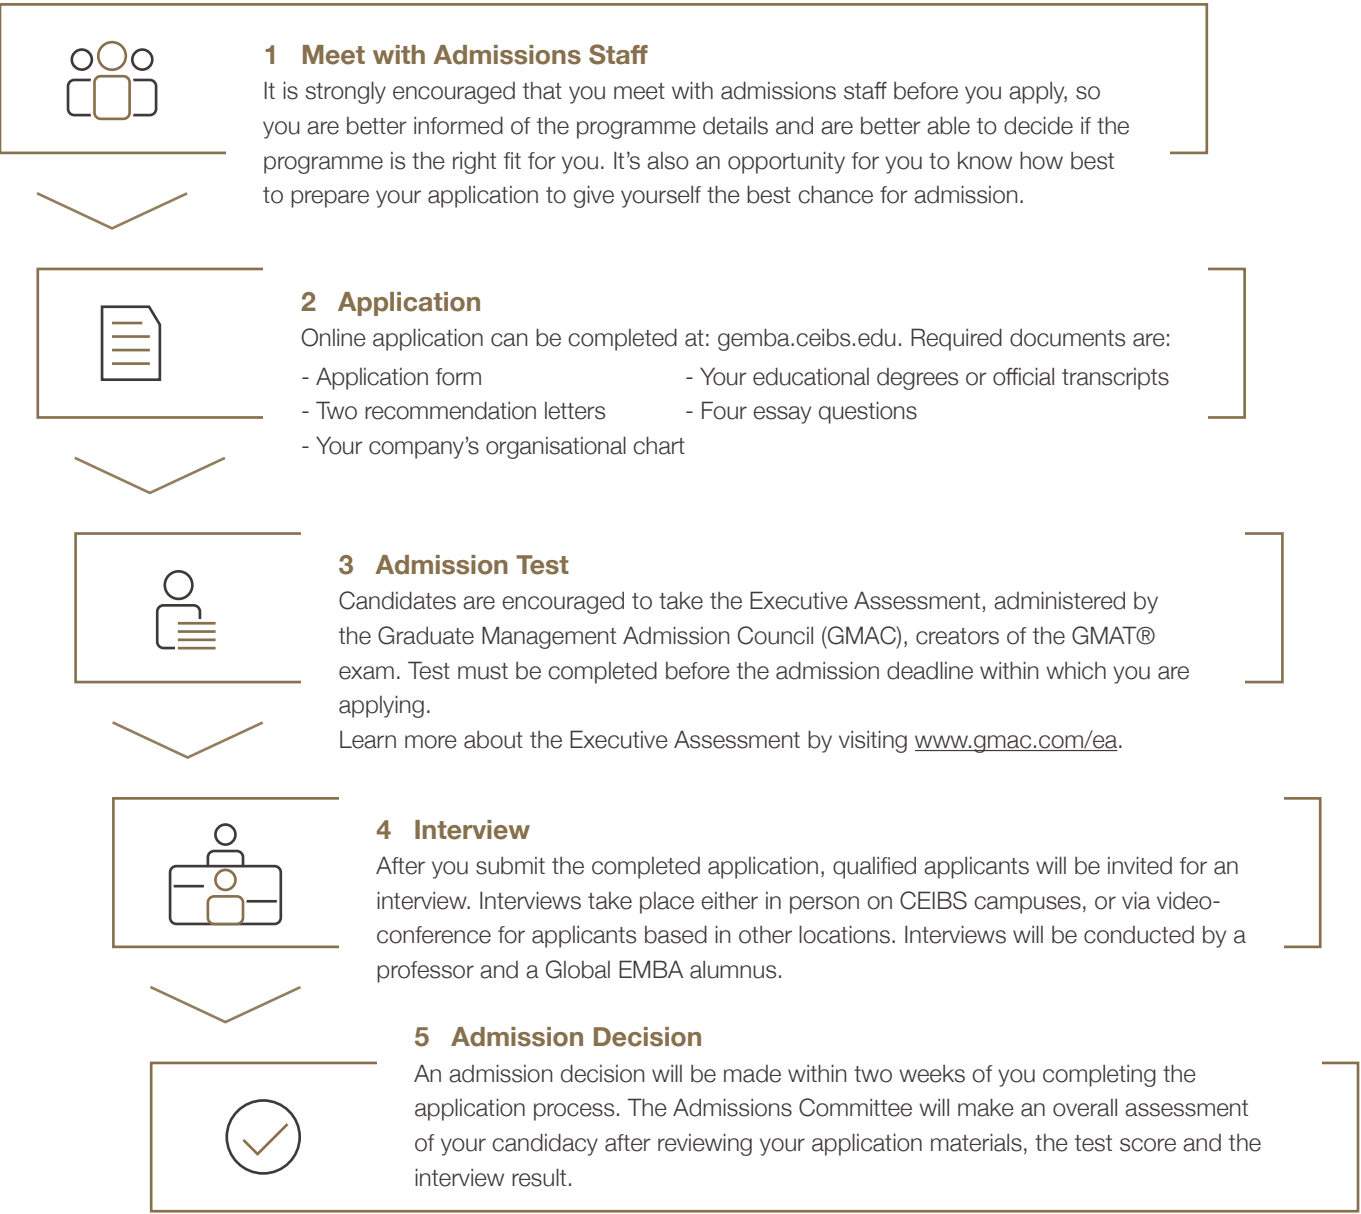 1 Meet with Admissions Staff
It is strongly encouraged that you meet with admissions staff before you apply, so
you are better informed of the programme details and are better able to decide if the
programme is the right fit for you. It's also an opportunity for you to know how best
to prepare your application to give yourself the best chance for admission.
2 Application
Online application can be completed at: gemba.ceibs.edu. Required documents are:
- Application form - Your educational degrees or official transcripts
- Two recommendation letters - Four essay questions
- Your company's organisational chart
3 Admission Test
Candidates are encouraged to take the Executive Assessment, administered by
the Graduate Management Admission Council (GMAC), creators of the GMAT®
exam. Test must be completed before the admission deadline within which you are
applying.
Learn more about the Executive Assessment by visiting www.gmac.com/ea.
4 Interview
After you submit the completed application, qualified applicants will be invited for an
interview. Interviews take place either in person on CEIBS campuses, or via video-
conference for applicants based in other locations. Interviews will be conducted by a
professor and a Global EMBA alumnus.
5 Admission Decision
An admission decision will be made within two weeks of you completing the
application process. The Admissions Committee will make an overall assessment
of your candidacy after reviewing your application materials, the test score and the
interview result.